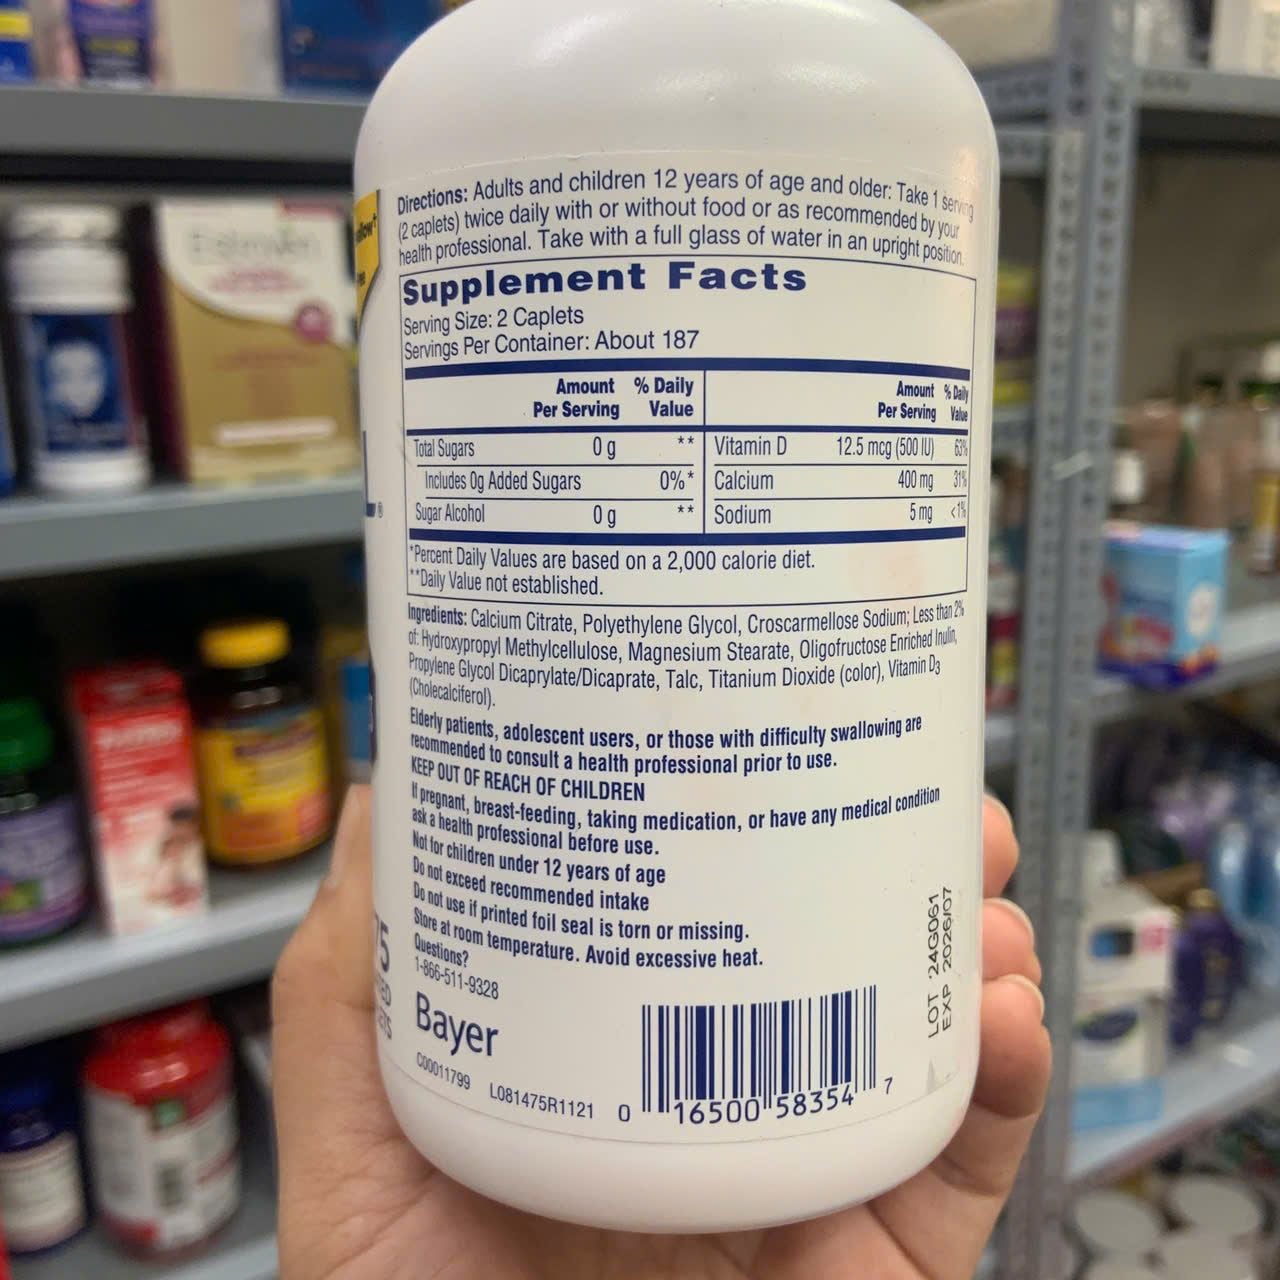 Directions: Adults and children 12 years of age and older: Take 1 serving
(2 caplets) twice daily with or without food or as recommended by your
health professional. Take with a full glass of water in an upright position.
Supplement Facts
Serving Size: 2 Caplets
Servings Per Container: About 187
Amount Per Serving % Daily Value
Total Sugars 0 g **
Includes 0g Added Sugars 0%*
Sugar Alcohol 0 g **
Amount Per Serving % Daily Value
Vitamin D 12.5 mcg (500 IU) 63%
Calcium 400 mg 31%
Sodium 5 mg <1%
*Percent Daily Values are based on a 2,000 calorie diet.
**Daily Value not established.
Ingredients: Calcium Citrate, Polyethylene Glycol, Croscarmellose Sodium; Less than 2%
of: Hydroxypropyl Methylcellulose, Magnesium Stearate, Oligofructose Enriched Inulin,
Propylene Glycol Dicaprylate/Dicaprate, Talc, Titanium Dioxide (color), Vitamin D3
(Cholecalciferol).
Elderly patients, adolescent users, or those with difficulty swallowing are
recommended to consult a health professional prior to use.
KEEP OUT OF REACH OF CHILDREN
If pregnant, breast-feeding, taking medication, or have any medical condition
ask a health professional before use.
Not for children under 12 years of age
Do not exceed recommended intake
Do not use if printed foil seal is torn or missing.
Store at room temperature. Avoid excessive heat.
Questions?
1-866-511-9328
Bayer
C00011799 L081475R1121
0 16500 58354 7
LOT 24G061
EXP 2026/07